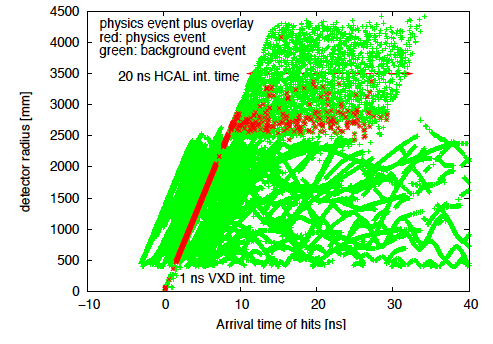 4500
4000
3500
3000
2500
2000
1500
1000
500
0
detector radius [mm]
physics event plus overlay
red: physics event
green: background event
20 ns HCAL int. time
1 ns VXD int. time
−10
0
10
20
30
40
Arrival time of hits [ns]